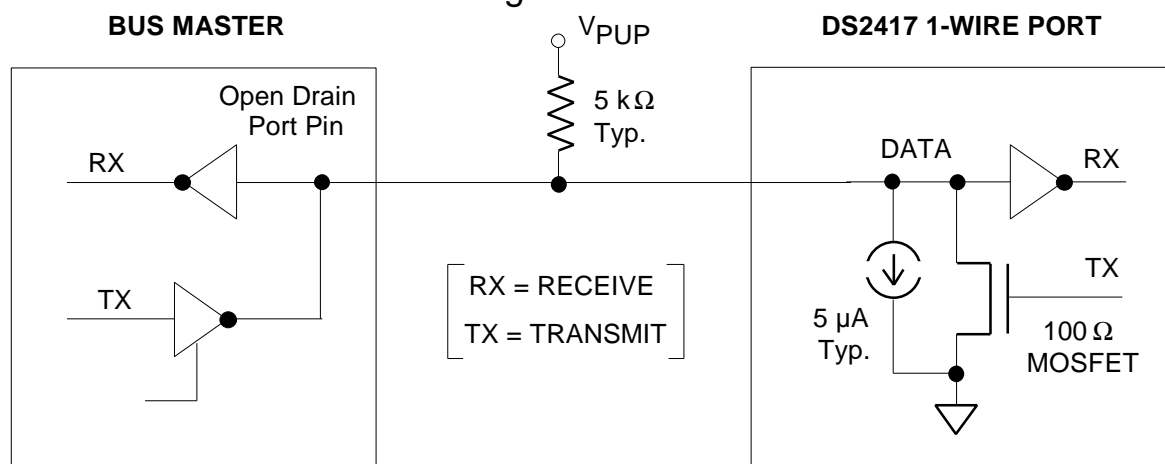 BUS MASTER
V_PUP
DS2417 1-WIRE PORT
Open Drain
Port Pin
5 kΩ
Typ.
RX
DATA
RX
TX
RX = RECEIVE
TX = TRANSMIT
TX
5 µA
Typ.
100 Ω
MOSFET